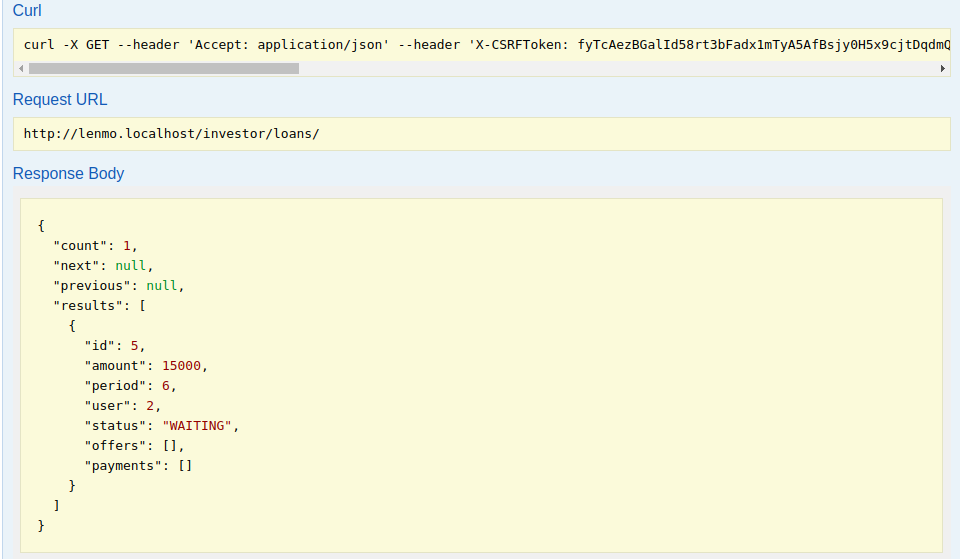 Curl
curl -X GET --header 'Accept: application/json' --header 'X-CSRFToken: fyTcAezBGalId58rt3bFadx1mTyA5AfBsjy0H5x9cjtDqdmQ
Request URL
http://lenmo.localhost/investor/loans/
Response Body
{
  "count": 1,
  "next": null,
  "previous": null,
  "results": [
    {
      "id": 5,
      "amount": 15000,
      "period": 6,
      "user": 2,
      "status": "WAITING",
      "offers": [],
      "payments": []
    }
  ]
}